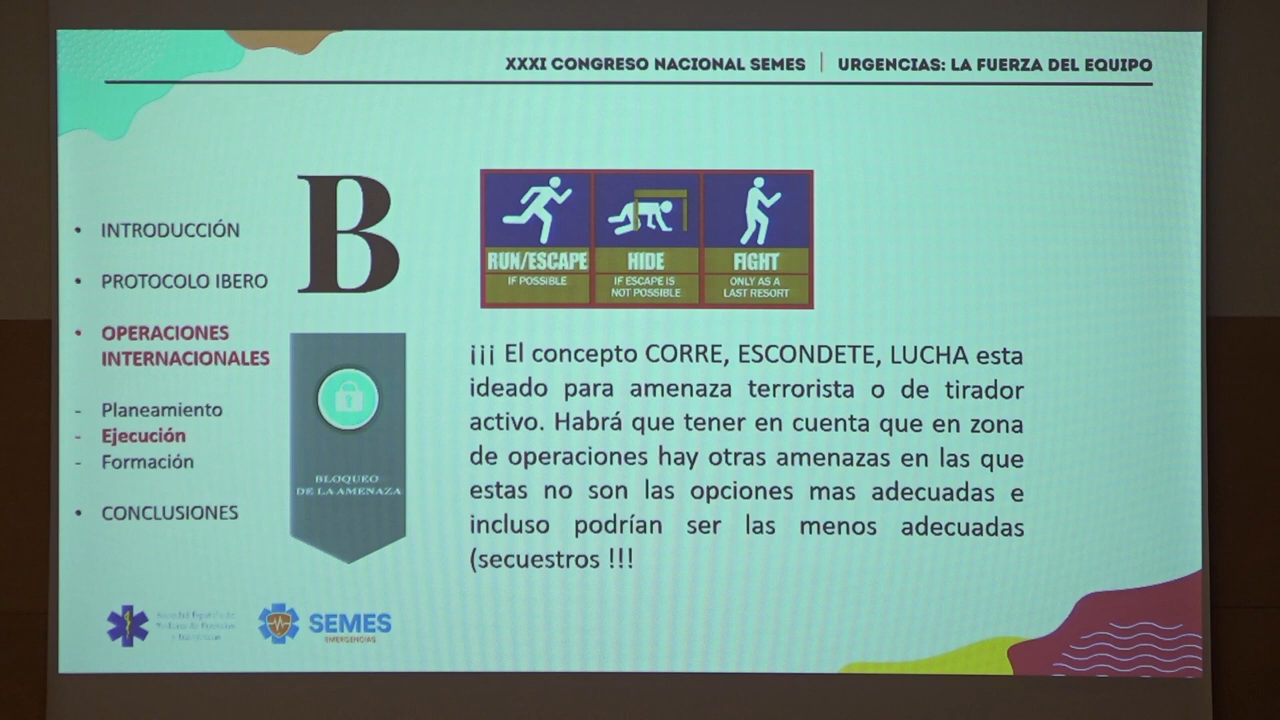 XXXI CONGRESO NACIONAL SEMES | URGENCIAS: LA FUERZA DEL EQUIPO
• INTRODUCCIÓN
• PROTOCOLO IBERO
• OPERACIONES
INTERNACIONALES
- Planeamiento
- Ejecución
- Formación
• CONCLUSIONES
B
BLOQUEO
DE LA AMENAZA
RUN/ESCAPE
IF POSSIBLE
HIDE
IF ESCAPE IS
NOT POSSIBLE
FIGHT
ONLY AS A
LAST RESORT
¡¡¡ El concepto CORRE, ESCONDETE, LUCHA esta
ideado para amenaza terrorista o de tirador
activo. Habrá que tener en cuenta que en zona
de operaciones hay otras amenazas en las que
estas no son las opciones mas adecuadas e
incluso podrían ser las menos adecuadas
(secuestros !!!
SEMES
EMERGENCIAS